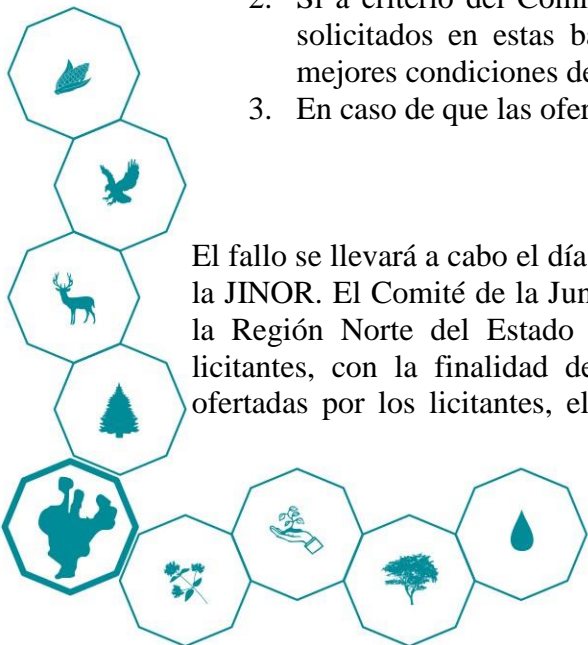 2. Si a criterio del Comit
solicitados en estas ba
mejores condiciones de
3. En caso de que las ofer
El fallo se llevará a cabo el día
la JINOR. El Comité de la Jun
la Región Norte del Estado
licitantes, con la finalidad de
ofertadas por los licitantes, el